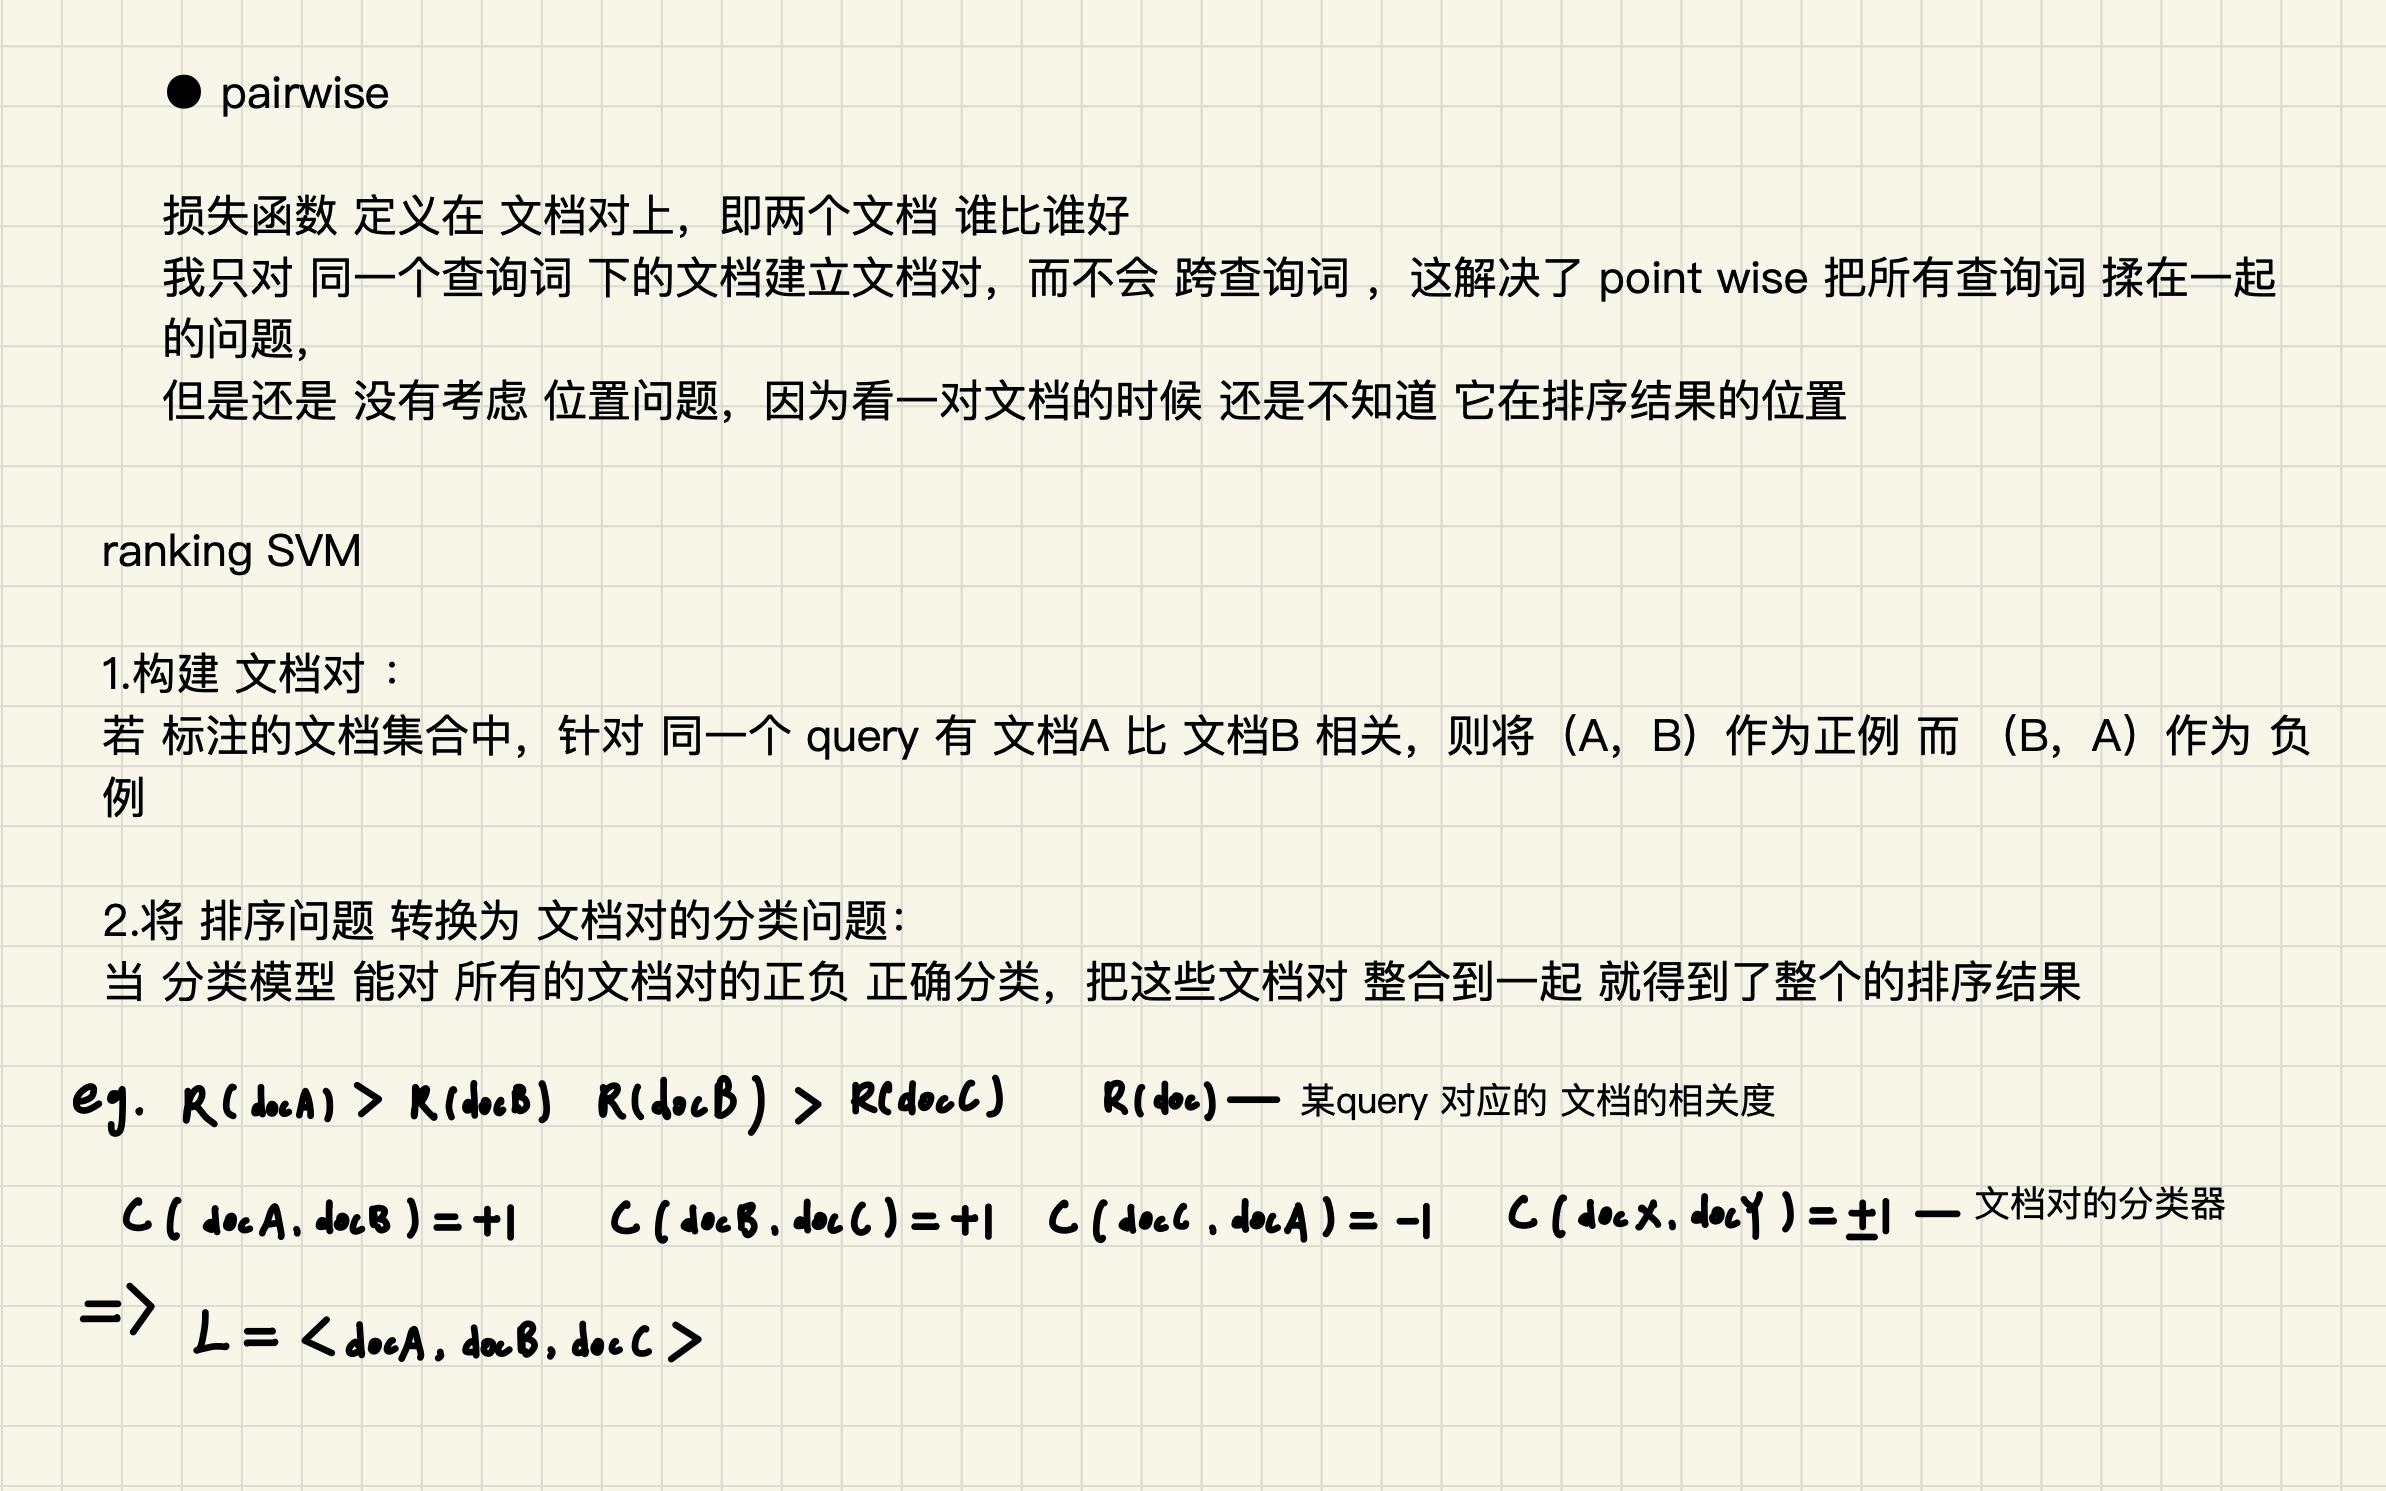 ● pairwise
损失函数 定义在 文档对上，即两个文档 谁比谁好
我只对 同一个查询词 下的文档建立文档对，而不会 跨查询词 ，这解决了 point wise 把所有查询词 揉在一起
的问题，
但是还是 没有考虑 位置问题，因为看一对文档的时候 还是不知道 它在排序结果的位置
ranking SVM
1.构建 文档对 ：
若 标注的文档集合中，针对 同一个 query 有 文档A 比 文档B 相关，则将（A，B）作为正例 而 （B，A）作为 负
例
2.将 排序问题 转换为 文档对的分类问题：
当 分类模型 能对 所有的文档对的正负 正确分类，把这些文档对 整合到一起 就得到了整个的排序结果
eg. R(docA) > R(docB) R(docB) > R(docC) R(doc) — 某query 对应的 文档的相关度
C(docA, docB) = +1 C(docB, docC) = +1 C(docC, docA) = -1 C(docX, docY) = ±1 — 文档对的分类器
=> L = <docA, docB, docC>